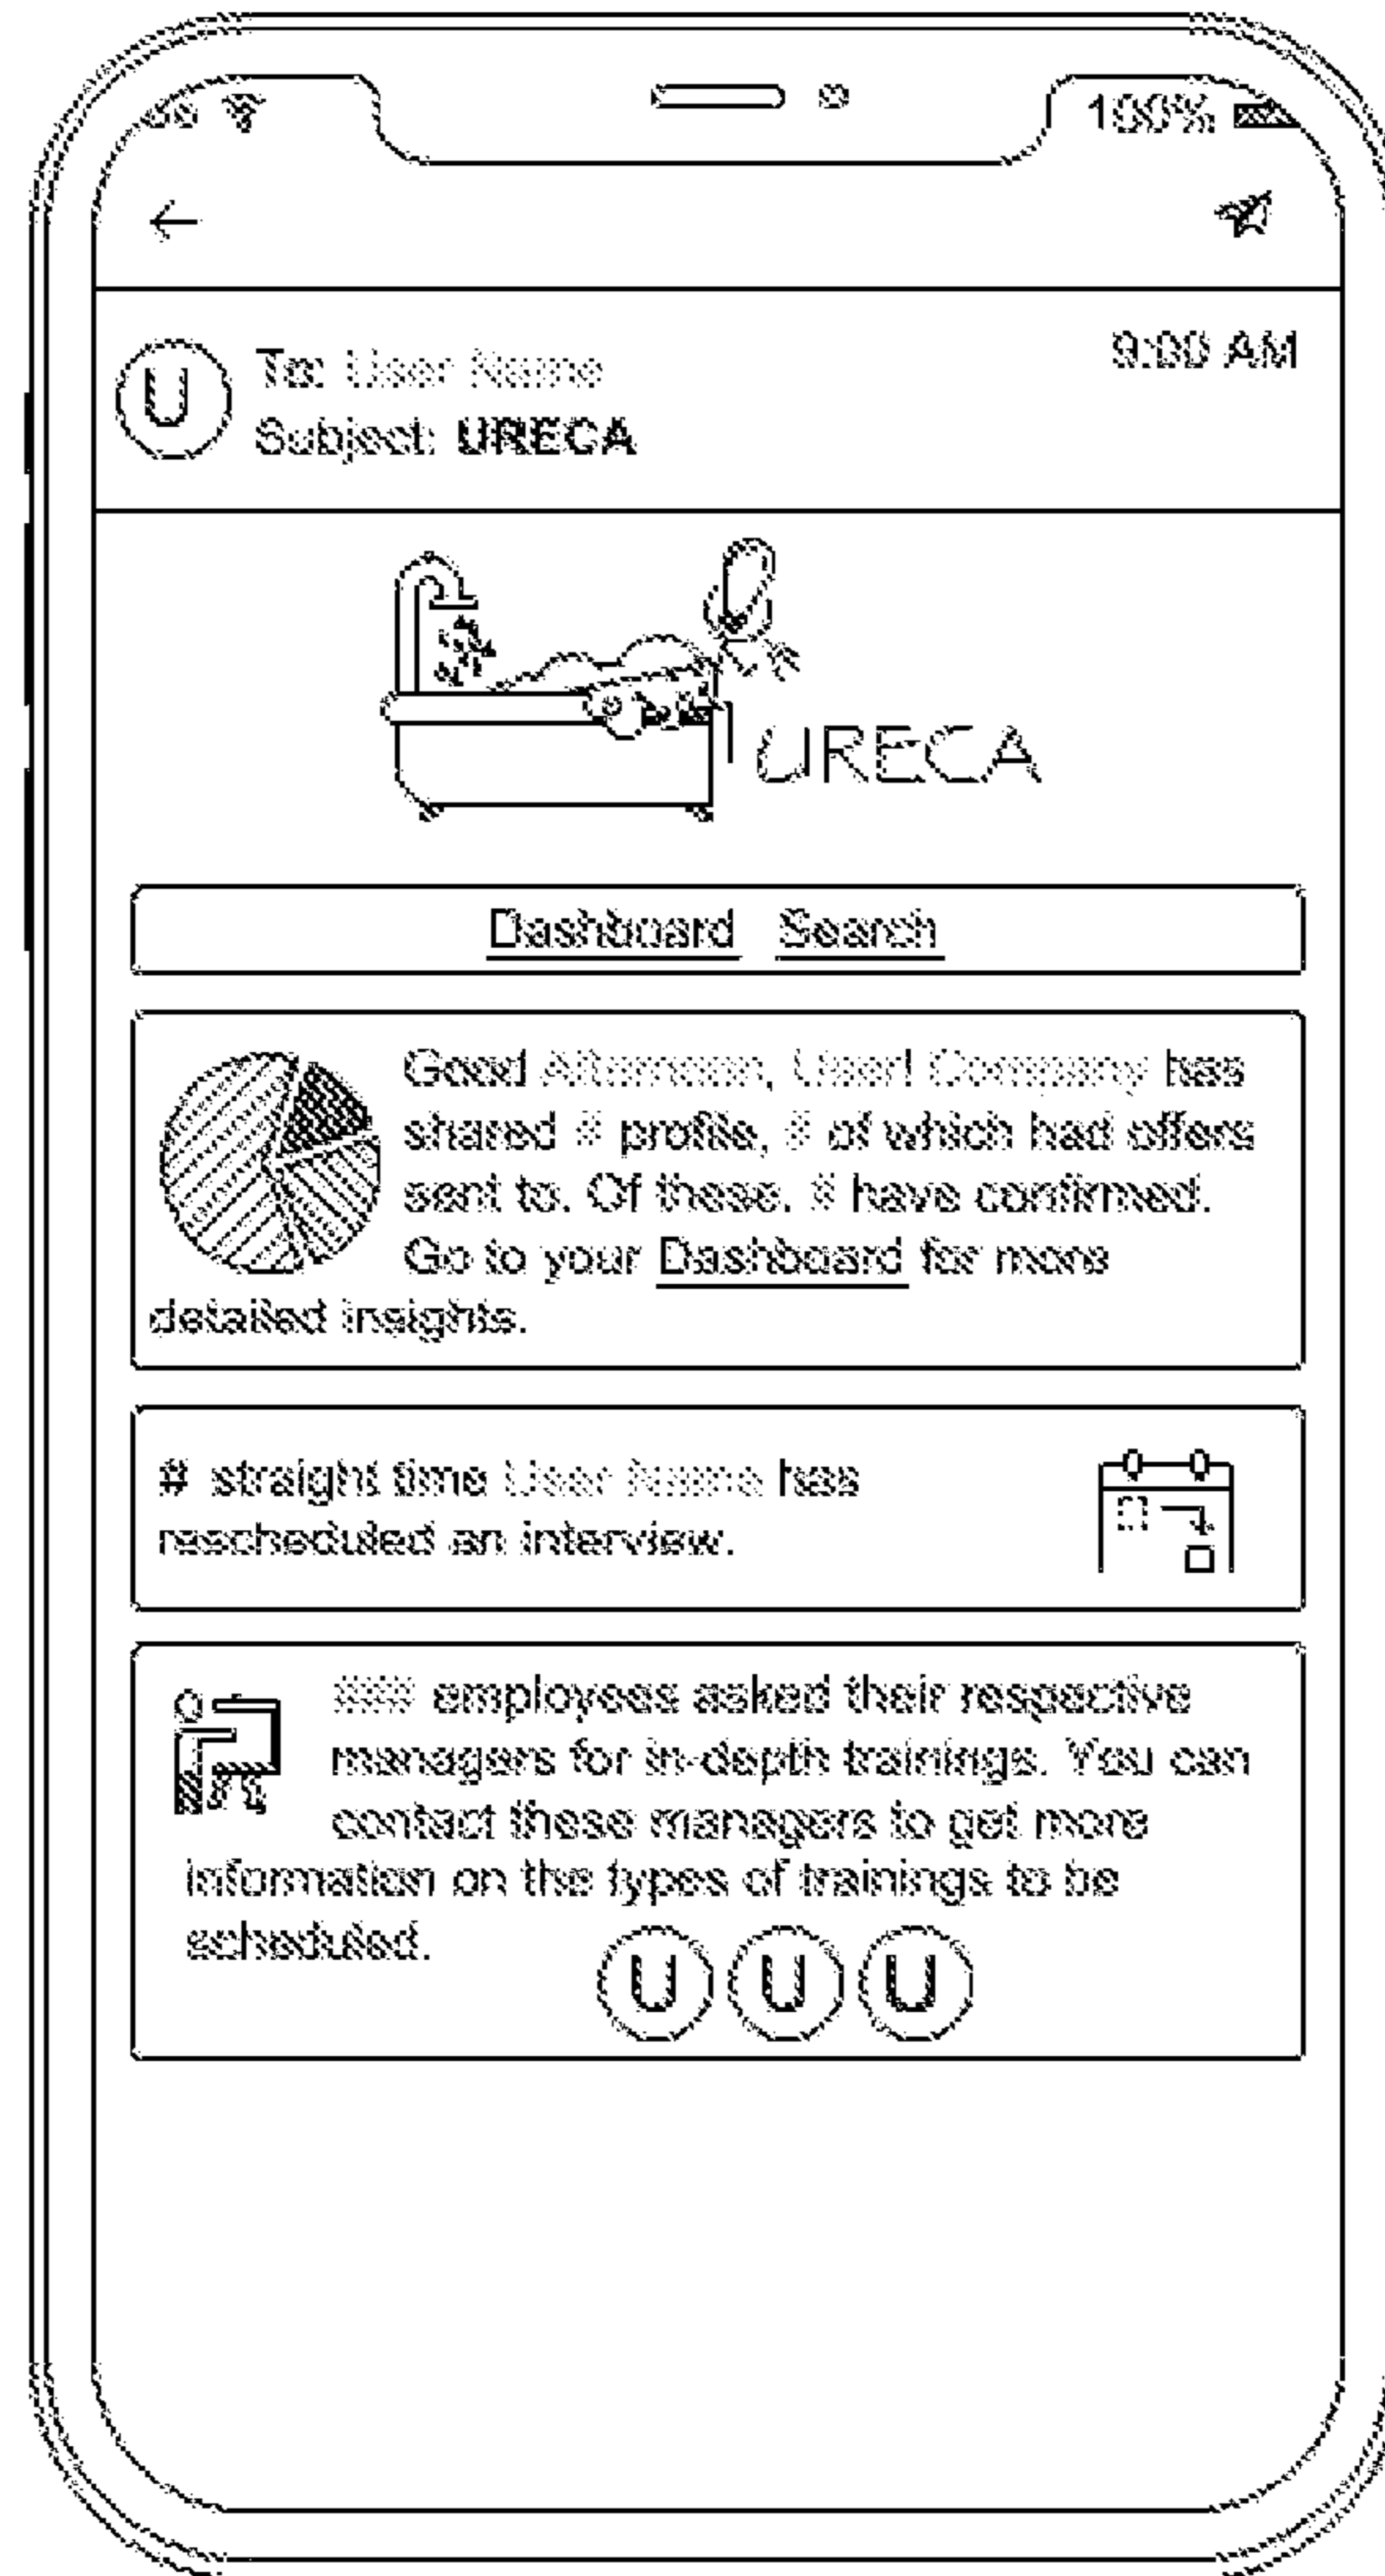 100%
9:00 AM
U
To: User Name
Subject: URECA
URECA
Dashboard Search
Good Afternoon, User! Company has
shared # profile, # of which had offers
sent to. Of these, # have confirmed.
Go to your Dashboard for more
detailed insights.
# straight time User Name has
rescheduled an interview.
### employees asked their respective
managers for in-depth trainings. You can
contact these managers to get more
information on the types of trainings to be
scheduled.
U U U